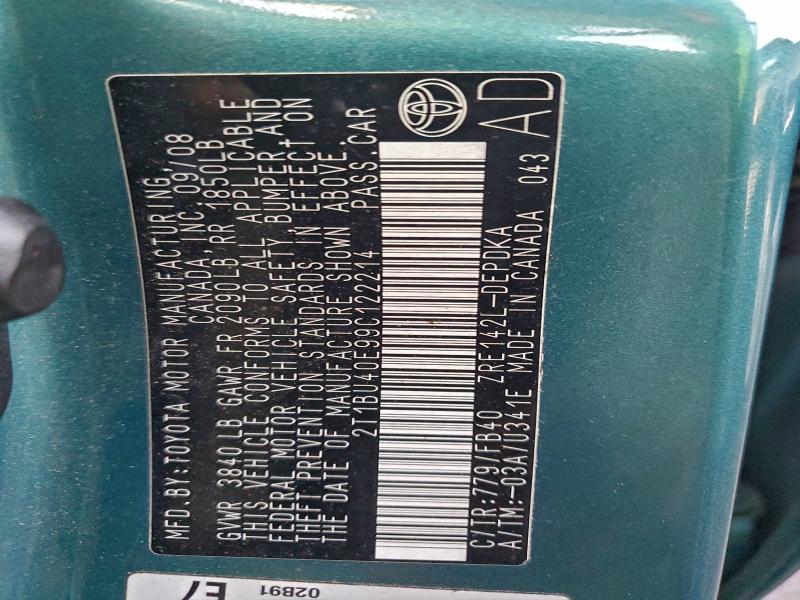 MFD.BY:TOYOTA MOTOR MANUFACTURING,
CANADA, INC. 09/08
GVWR 3840LB GAWR FR 2090LB RR 1850LB
THIS VEHICLE CONFORMS TO ALL APPLICABLE
FEDERAL MOTOR VEHICLE SAFETY, BUMPER, AND
THEFT PREVENTION STANDARDS IN EFFECT ON
THE DATE OF MANUFACTURE SHOWN ABOVE.
2T1BU40E99C122214 PASS.CAR
C/TR:779/FB40 ZRE142L-DEPDKA
A/TM:-03A/U341E MADE IN CANADA 043 AD
E7
02B91